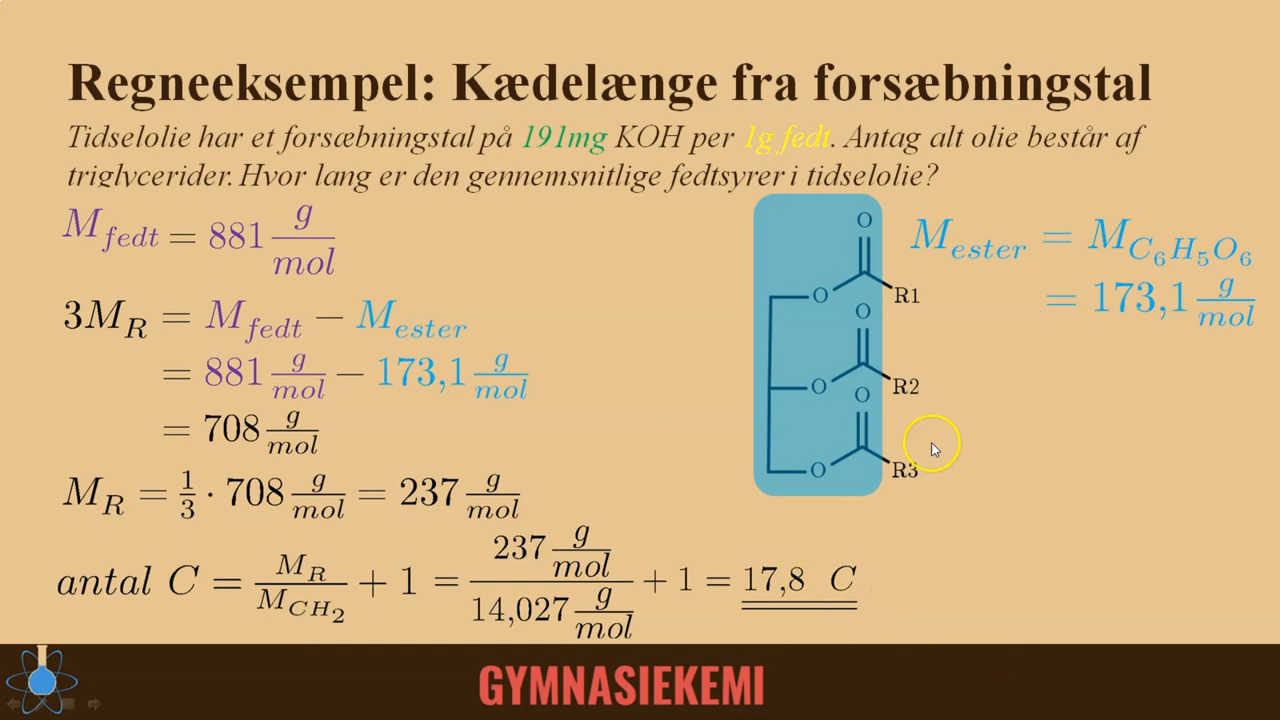 Regneeksempel: Kædelænge fra forsæbningstal
Tidselolie har et forsæbningstal på 191mg KOH per 1g fedt. Antag alt olie består af
triglycerider. Hvor lang er den gennemsnitlige fedtsyrer i tidselolie?
M_fedt = 881 g/mol
3M_R = M_fedt − M_ester
= 881 g/mol − 173,1 g/mol
= 708 g/mol
M_R = 1/3 · 708 g/mol = 237 g/mol
antal C = M_R/M_CH₂ + 1 = 237 g/mol / 14,027 g/mol + 1 = 17,8 C
O
O
R1
O
O
R2
O
O
R3
M_ester = M_C₆H₅O₆
= 173,1 g/mol
GYMNASIEKEMI